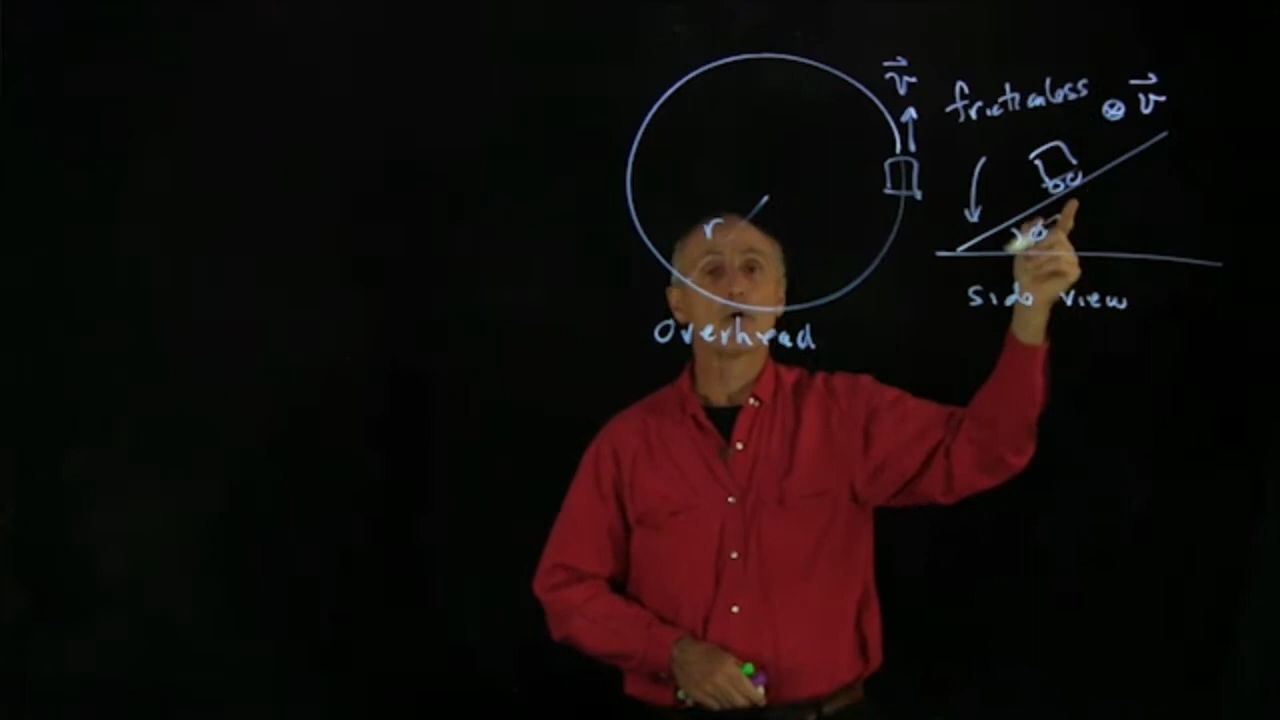 v
frictionless
v
r
φ
Overhead
side view